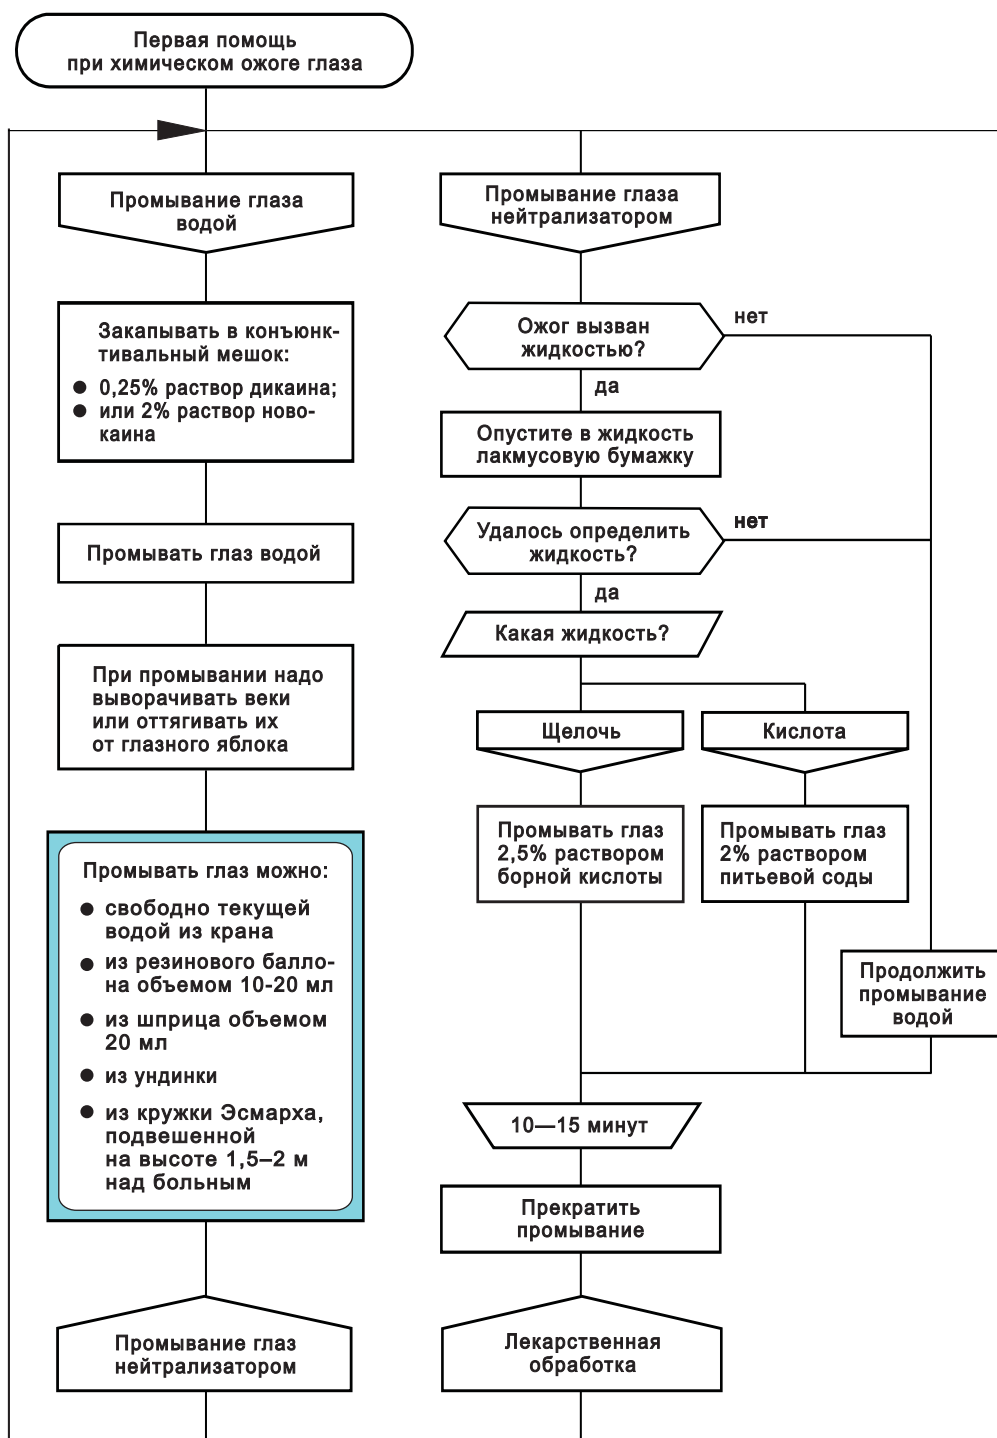 Первая помощь
при химическом ожоге глаза
Промывание глаза
водой
Закапывать в конъюнк-
тивальный мешок:
● 0,25% раствор дикаина;
● или 2% раствор ново-
каина
Промывать глаз водой
При промывании надо
выворачивать веки
или оттягивать их
от глазного яблока
Промывать глаз можно:
● свободно текущей
водой из крана
● из резинового балло-
на объемом 10-20 мл
● из шприца объемом
20 мл
● из ундинки
● из кружки Эсмарха,
подвешенной
на высоте 1,5–2 м
над больным
Промывание глаз
нейтрализатором
Промывание глаза
нейтрализатором
Ожог вызван
жидкостью?
нет
да
Опустите в жидкость
лакмусовую бумажку
Удалось определить
жидкость?
нет
да
Какая жидкость?
Щелочь
Кислота
Промывать глаз
2,5% раствором
борной кислоты
Промывать глаз
2% раствором
питьевой соды
Продолжить
промывание
водой
10—15 минут
Прекратить
промывание
Лекарственная
обработка